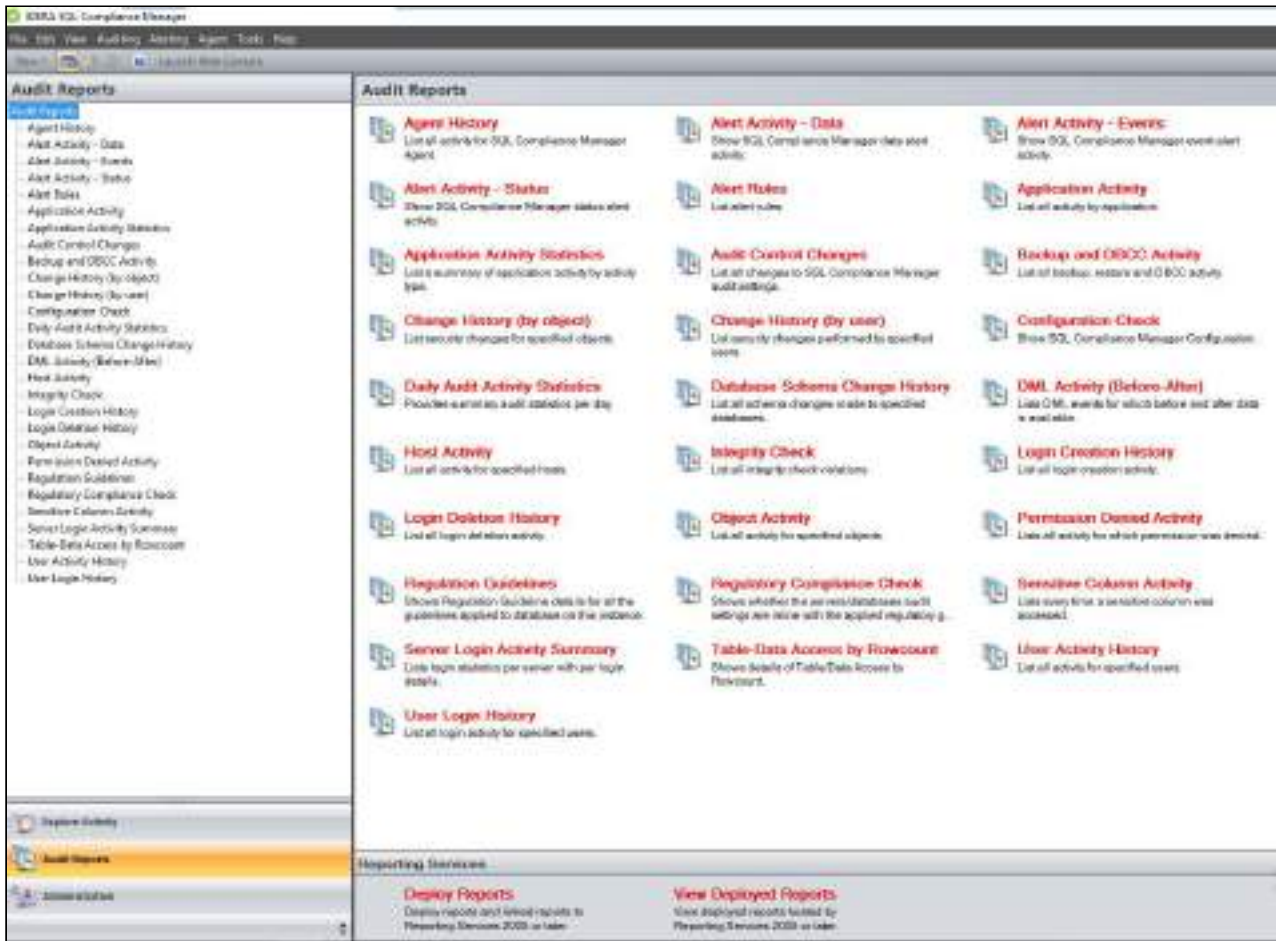 IDERA SQL Compliance Manager
File Edit View Auditing Alerting Agent Tools Help
Audit Reports
Audit Reports
Agent History
Alert Activity - Data
Alert Activity - Events
Alert Activity - Status
Alert Rules
Application Activity
Application Activity Statistics
Audit Control Changes
Backup and DBCC Activity
Change History (by object)
Change History (by user)
Configuration Check
Daily Audit Activity Statistics
Database Schema Change History
DML Activity (Before-After)
Host Activity
Integrity Check
Login Creation History
Login Deletion History
Object Activity
Permission Denied Activity
Regulation Guidelines
Regulatory Compliance Check
Sensitive Column Activity
Server Login Activity Summary
Table-Data Access by Rowcount
User Activity History
User Login History
Explore Activity
Audit Reports
Administration
Audit Reports
Agent History
List all activity for SQL Compliance Manager
Agent.
Alert Activity - Data
Show SQL Compliance Manager data alert
activity.
Alert Activity - Events
Show SQL Compliance Manager event alert
activity.
Alert Activity - Status
Show SQL Compliance Manager status alert
activity.
Alert Rules
List alert rules
Application Activity
List all activity by application.
Application Activity Statistics
List a summary of application activity by activity
type.
Audit Control Changes
List all changes to SQL Compliance Manager
audit settings.
Backup and DBCC Activity
List all backup, restore and DBCC activity.
Change History (by object)
List security changes for specified objects.
Change History (by user)
List security changes performed by specified
users.
Configuration Check
Show SQL Compliance Manager Configuration.
Daily Audit Activity Statistics
Provides summary audit statistics per day.
Database Schema Change History
List all schema changes made to specified
databases.
DML Activity (Before-After)
Lists DML events for which before and after data
is available.
Host Activity
List all activity for specified hosts.
Integrity Check
List all integrity check violations.
Login Creation History
List all login creation activity.
Login Deletion History
List all login deletion activity.
Object Activity
List all activity for specified objects.
Permission Denied Activity
Lists all activity for which permission was denied.
Regulation Guidelines
Shows Regulation Guideline details for all the
guidelines applied to database on the instance.
Regulatory Compliance Check
Shows whether the servers/databases audit
settings are inline with the applied regulatory g...
Sensitive Column Activity
Lists every time a sensitive column was
accessed.
Server Login Activity Summary
Lists login statistics per server with per login
details.
Table-Data Access by Rowcount
Shows details of Table/Data Access by
Rowcount.
User Activity History
List all activity for specified users.
User Login History
List all login activity for specified users.
Reporting Services
Deploy Reports
Deploy reports and linked reports to
Reporting Services 2005 or later
View Deployed Reports
View deployed reports hosted by
Reporting Services 2005 or later